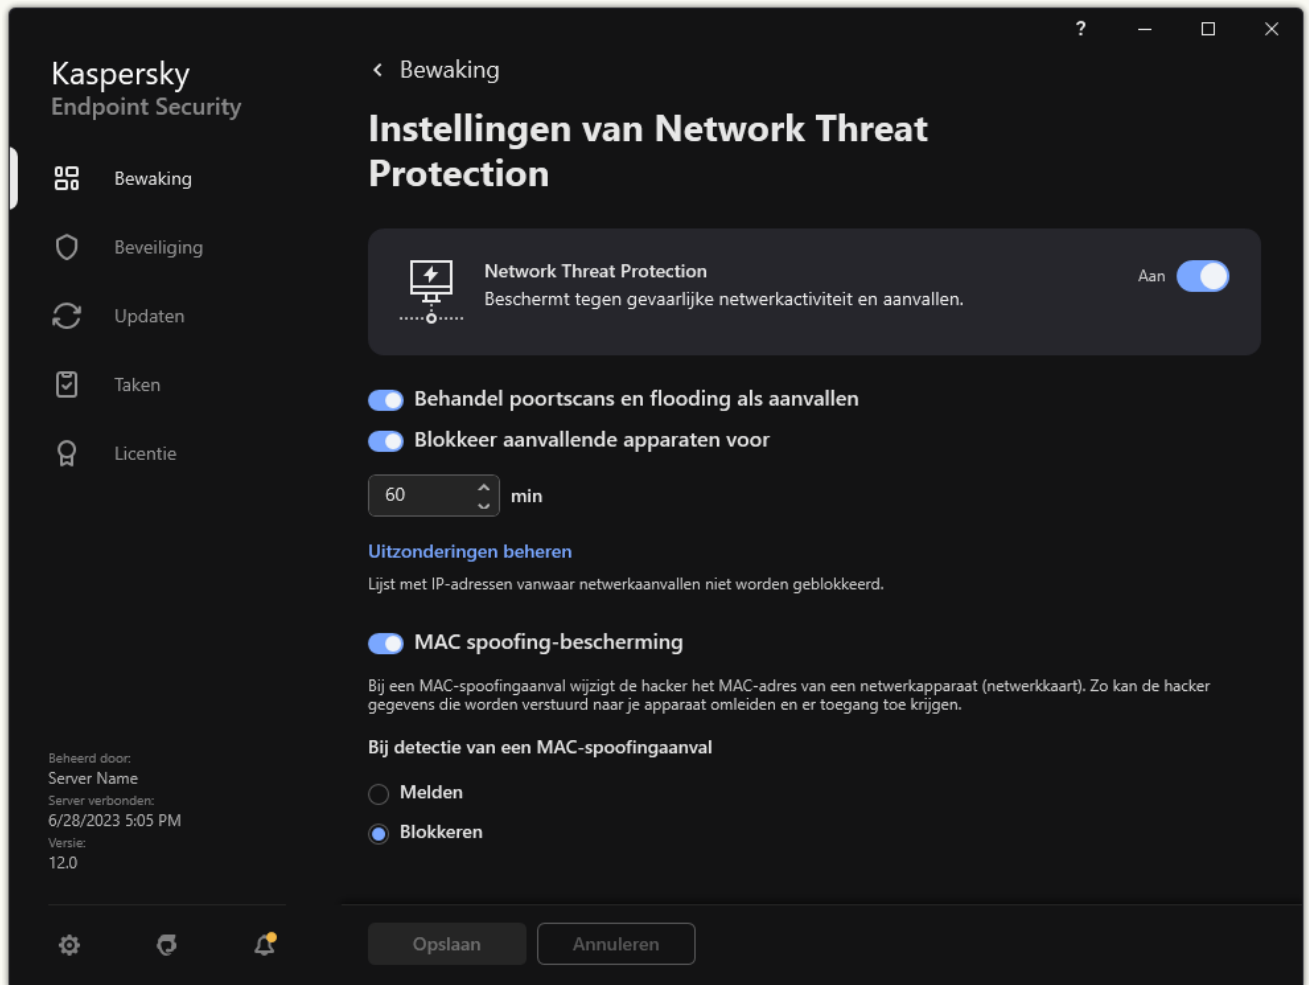 ?
Kaspersky
Endpoint Security
Bewaking
Beveiliging
Updaten
Taken
Licentie
Beheerd door:
Server Name
Server verbonden:
6/28/2023 5:05 PM
Versie:
12.0
Bewaking
Instellingen van Network Threat
Protection
Network Threat Protection
Beschermt tegen gevaarlijke netwerkactiviteit en aanvallen.
Aan
Behandel poortscans en flooding als aanvallen
Blokkeer aanvallende apparaten voor
60 min
Uitzonderingen beheren
Lijst met IP-adressen vanwaar netwerkaanvallen niet worden geblokkeerd.
MAC spoofing-bescherming
Bij een MAC-spoofingaanval wijzigt de hacker het MAC-adres van een netwerkapparaat (netwerkkaart). Zo kan de hacker
gegevens die worden verstuurd naar je apparaat omleiden en er toegang toe krijgen.
Bij detectie van een MAC-spoofingaanval
Melden
Blokkeren
Opslaan
Annuleren